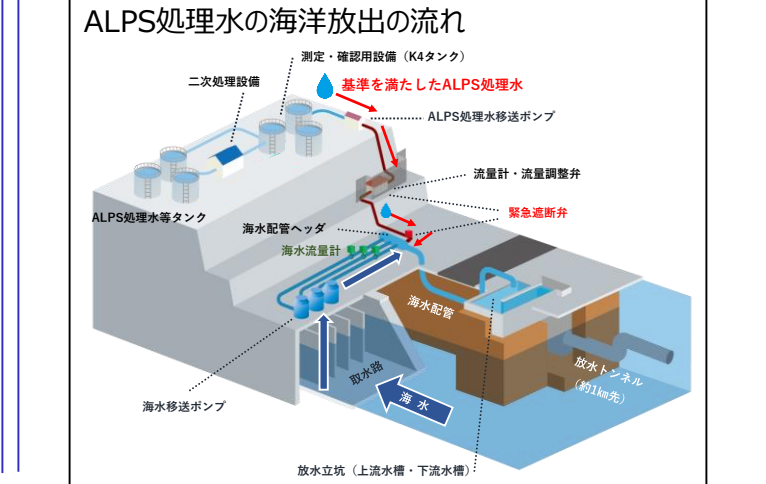 ALPS処理水の海洋放出の流れ
測定・確認用設備（K4タンク）
二次処理設備
基準を満たしたALPS処理水
ALPS処理水移送ポンプ
流量計・流量調整弁
ALPS処理水等タンク
緊急遮断弁
海水配管ヘッダ
海水流量計
海水配管
取水路
放水トンネル
（約1㎞先）
海水移送ポンプ
海 水
放水立坑（上流水槽・下流水槽）